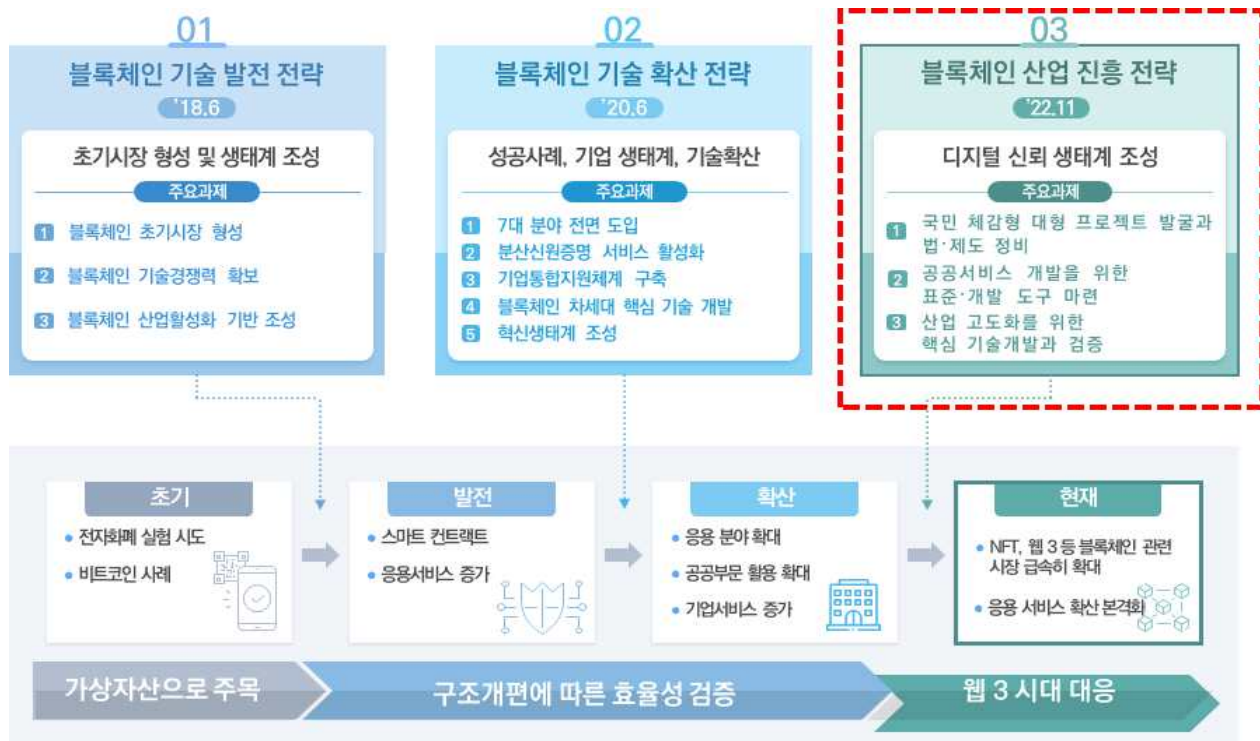 01
블록체인 기술 발전 전략
'18.6
초기시장 형성 및 생태계 조성
주요과제
1 블록체인 초기시장 형성
2 블록체인 기술경쟁력 확보
3 블록체인 산업활성화 기반 조성
02
블록체인 기술 확산 전략
'20.6
성공사례, 기업 생태계, 기술확산
주요과제
1 7대 분야 전면 도입
2 분산신원증명 서비스 활성화
3 기업통합지원체계 구축
4 블록체인 차세대 핵심 기술 개발
5 혁신생태계 조성
03
블록체인 산업 진흥 전략
'22.11
디지털 신뢰 생태계 조성
주요과제
1 국민 체감형 대형 프로젝트 발굴과
법·제도 정비
2 공공서비스 개발을 위한
표준·개발 도구 마련
3 산업 고도화를 위한
핵심 기술개발과 검증
초기
• 전자화폐 실험 시도
• 비트코인 사례
발전
• 스마트 컨트랙트
• 응용서비스 증가
확산
• 응용 분야 확대
• 공공부문 활용 확대
• 기업서비스 증가
현재
• NFT, 웹 3 등 블록체인 관련
시장 급속히 확대
• 응용 서비스 확산 본격화
가상자산으로 주목
구조개편에 따른 효율성 검증
웹 3 시대 대응